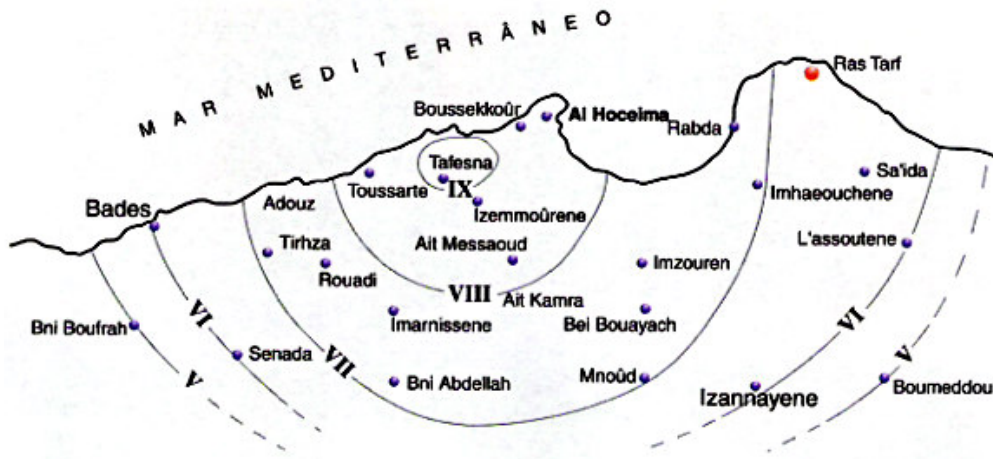 MAR MEDITERRÂNEO
Ras Tarf
Boussekkoûr
Al Hoceima
Rabda
Tafesna
Toussarte
IX
Sa'ida
Imhaeouchene
Adouz
Izemmoûrene
Bades
L'assoutene
Tirhza
Ait Messaoud
Rouadi
Imzouren
VIII
Ait Kamra
Imarnissene
Bei Bouayach
Bni Boufrah
VI
VI
Senada
VII
V
V
Bni Abdellah
Mnoûd
Izannayene
Boumeddour